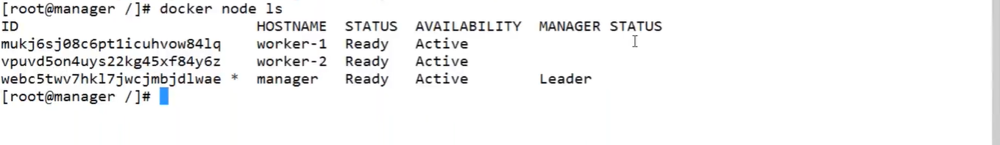 [root@manager /]# docker node ls
ID HOSTNAME STATUS AVAILABILITY MANAGER STATUS
mukj6sj08c6pt1icuhvow84lq worker-1 Ready Active
vpuvd5on4uys22kg45xf84y6z worker-2 Ready Active
webc5twv7hkl7jwcjmbjdlwae * manager Ready Active Leader
[root@manager /]#